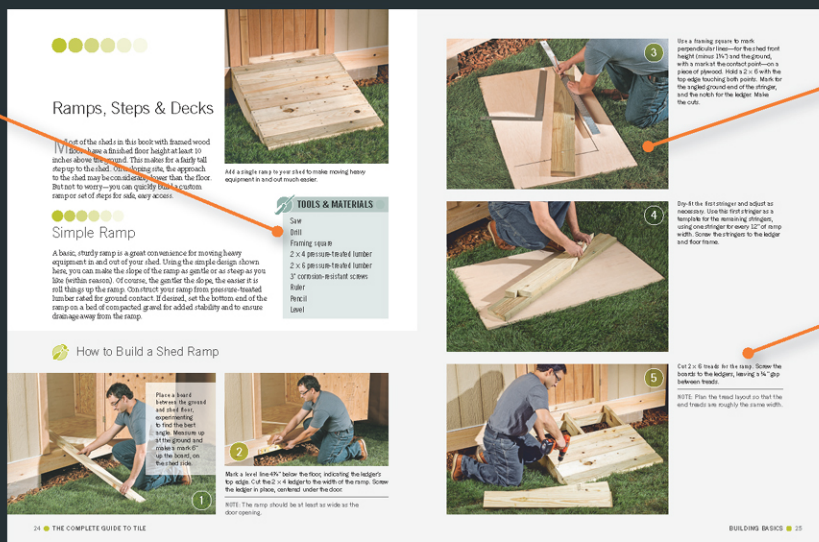 Ramps, Steps & Decks
Most of the sheds in this book with framed wood
floors have a finished floor height at least 10
inches above the ground. This makes for a fairly tall
step up to the shed. On a sloping site, the approach
to the shed may be considerably lower than the floor.
But not to worry—you can quickly build a custom
ramp or set of steps for safe, easy access.
Add a simple ramp to your shed to make moving heavy
equipment in and out much easier.
Simple Ramp
A basic, sturdy ramp is a great convenience for moving heavy
equipment in and out of your shed. Using the simple design shown
here, you can make the slope of the ramp as gentle or as steep as you
like (within reason). Of course, the gentler the slope, the easier it is
to roll things up the ramp. Construct your ramp from pressure-treated
lumber rated for ground contact. If desired, set the bottom end of the
ramp on a bed of compacted gravel for added stability and to ensure
drainage away from the ramp.
TOOLS & MATERIALS
Saw
Drill
Framing square
2 × 4 pressure-treated lumber
2 × 6 pressure-treated lumber
3" corrosion-resistant screws
Ruler
Pencil
Level
How to Build a Shed Ramp
Place a board
between the ground
and shed floor,
experimenting
to find the best
angle. Measure up
at the ground and
make a mark 6"
up the board, on
the shed side.
1
2
Mark a level line 4¾" below the floor, indicating the ledger's
top edge. Cut the 2 × 4 ledger to the width of the ramp. Screw
the ledger in place, centered under the door.
NOTE: The ramp should be at least as wide as the
door opening.
24 THE COMPLETE GUIDE TO TILE
3
Use a framing square to mark
perpendicular lines—for the shed front
height (minus 1½") and the ground,
with a mark at the contact point—on a
piece of plywood. Hold a 2 × 6 with the
top edge touching both points. Mark for
the angled ground end of the stringer,
and the notch for the ledger. Make
the cuts.
4
Dry-fit the first stringer and adjust as
necessary. Use this first stringer as a
template for the remaining stringers,
using one stringer for every 12" of ramp
width. Screw the stringers to the ledger
and floor frame.
5
Cut 2 × 6 treads for the ramp. Screw the
boards to the ledgers, leaving a ¼" gap
between treads.
NOTE: Plan the tread layout so that the
end treads are roughly the same width.
BUILDING BASICS 25